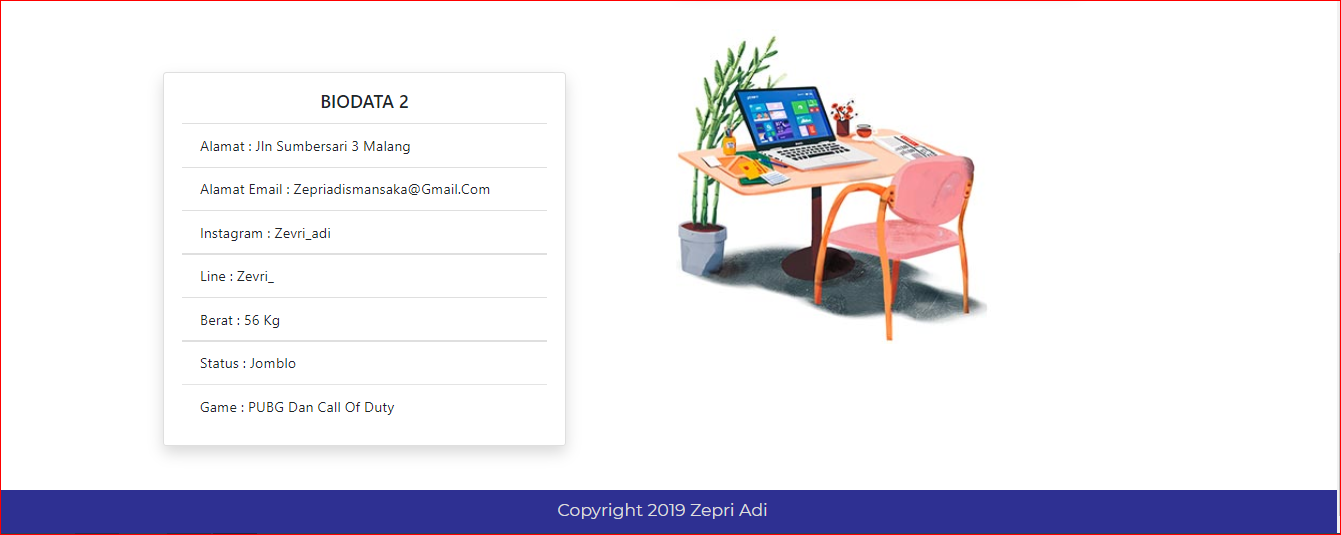 BIODATA 2
Alamat : Jln Sumbersari 3 Malang
Alamat Email : Zepriadismansaka@Gmail.Com
Instagram : Zevri_adi
Line : Zevri_
Berat : 56 Kg
Status : Jomblo
Game : PUBG Dan Call Of Duty
Copyright 2019 Zepri Adi